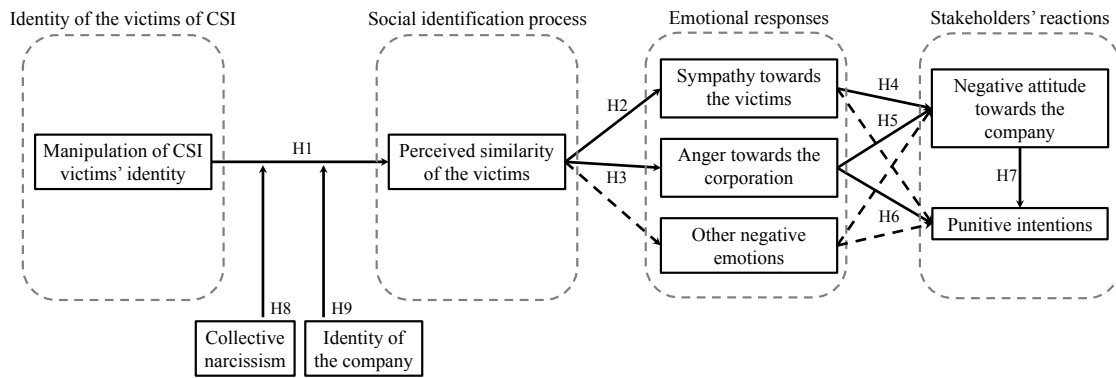 Identity of the victims of CSI
Social identification process
Emotional responses
Stakeholders’ reactions
Manipulation of CSI
victims’ identity
H1
Perceived similarity
of the victims
H2
H3
Sympathy towards
the victims
Anger towards the
corporation
Other negative
emotions
H4
H5
H6
Negative attitude
towards the
company
H7
Punitive intentions
H8
H9
Collective
narcissism
Identity of
the company